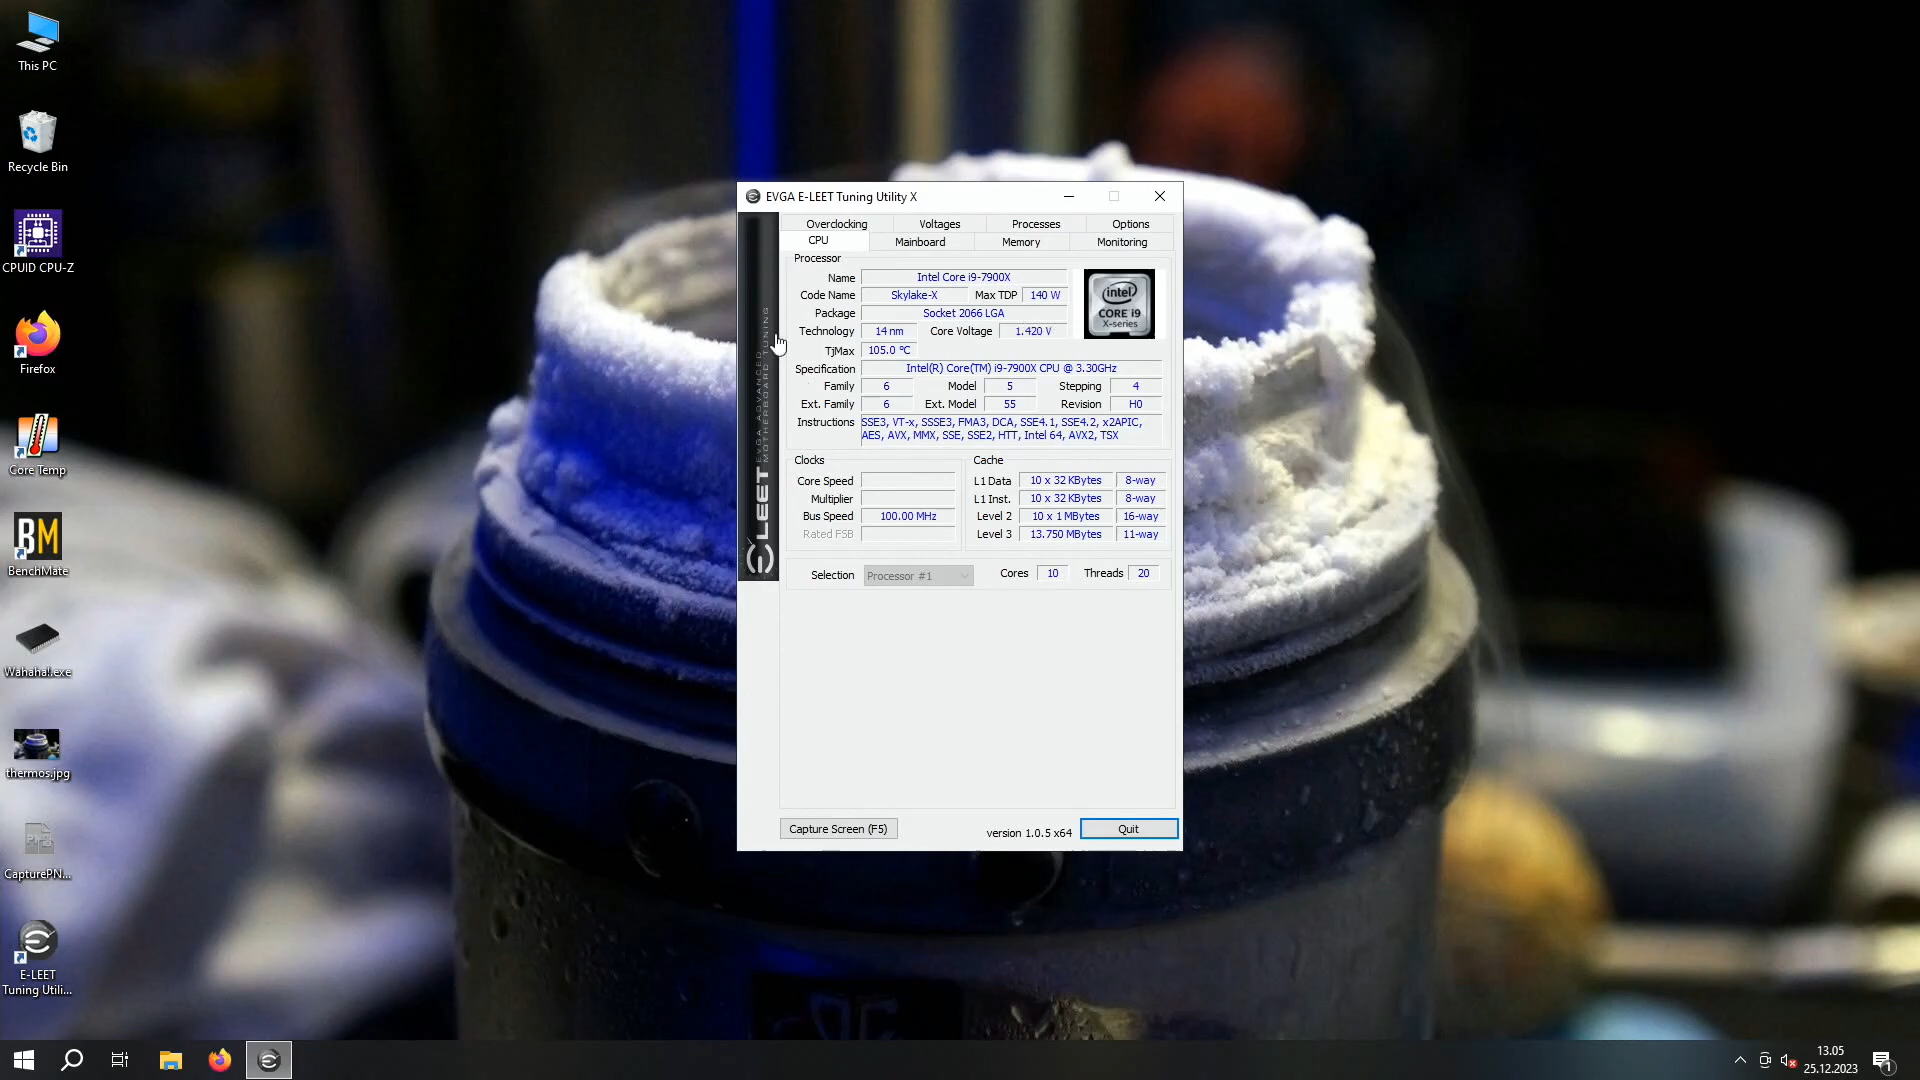 This PC
Recycle Bin
CPUID CPU-Z
Firefox
Core Temp
BM
BenchMate
Wahaha!.exe
thermos.jpg
CapturePN...
E-LEET
Tuning Utili...
EVGA E-LEET Tuning Utility X
Overclocking Voltages Processes Options
CPU Mainboard Memory Monitoring
LEET EVGA ADVANCED
MOTHERBOARD TUNING
Processor
Name Intel Core i9-7900X
Code Name Skylake-X Max TDP 140 W
Package Socket 2066 LGA
Technology 14 nm Core Voltage 1.420 V
TjMax 105.0 °C
intel
CORE i9
X-series
Specification Intel(R) Core(TM) i9-7900X CPU @ 3.30GHz
Family 6 Model 5 Stepping 4
Ext. Family 6 Ext. Model 55 Revision H0
Instructions SSE3, VT-x, SSSE3, FMA3, DCA, SSE4.1, SSE4.2, x2APIC,
AES, AVX, MMX, SSE, SSE2, HTT, Intel 64, AVX2, TSX
Clocks
Core Speed
Multiplier
Bus Speed 100.00 MHz
Rated FSB
Cache
L1 Data 10 x 32 KBytes 8-way
L1 Inst. 10 x 32 KBytes 8-way
Level 2 10 x 1 MBytes 16-way
Level 3 13.750 MBytes 11-way
Selection Processor #1 Cores 10 Threads 20
Capture Screen (F5) version 1.0.5 x64 Quit
13.05
25.12.2023
1